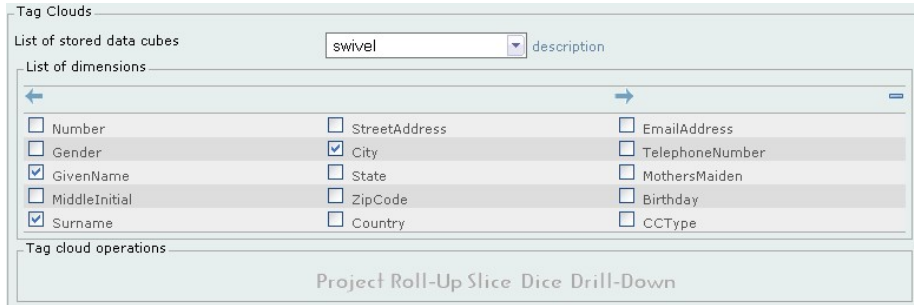 Tag Clouds
List of stored data cubes swivel description
List of dimensions
Number StreetAddress EmailAddress
Gender City TelephoneNumber
GivenName State MothersMaiden
MiddleInitial ZipCode Birthday
Surname Country CCType
Tag cloud operations
Project Roll-Up Slice Dice Drill-Down